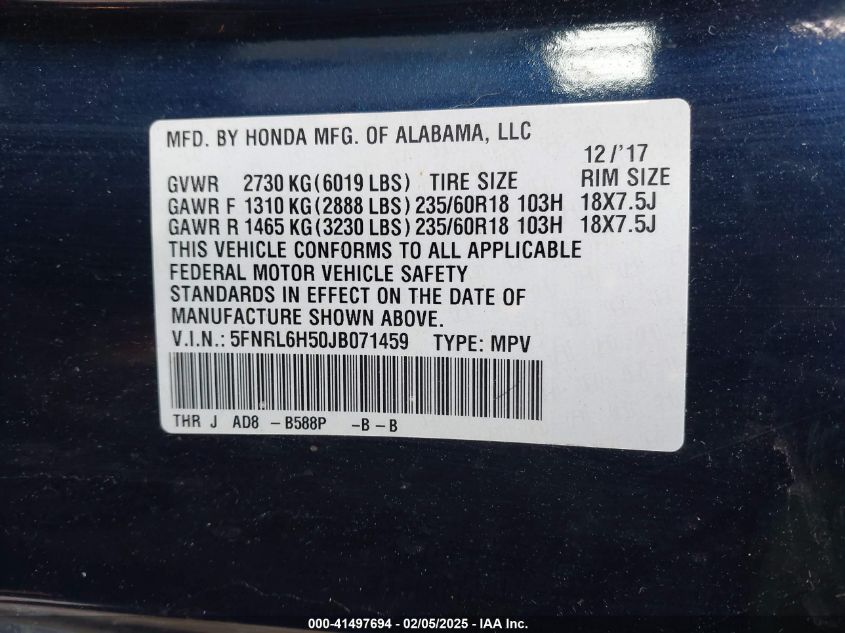 MFD. BY HONDA MFG. OF ALABAMA, LLC
12/'17
GVWR 2730 KG (6019 LBS) TIRE SIZE RIM SIZE
GAWR F 1310 KG (2888 LBS) 235/60R18 103H 18X7.5J
GAWR R 1465 KG (3230 LBS) 235/60R18 103H 18X7.5J
THIS VEHICLE CONFORMS TO ALL APPLICABLE
FEDERAL MOTOR VEHICLE SAFETY
STANDARDS IN EFFECT ON THE DATE OF
MANUFACTURE SHOWN ABOVE.
V.I.N.: 5FNRL6H50JB071459 TYPE: MPV
THR J AD8 - B588P - B - B
000-41497694 - 02/05/2025 - IAA Inc.